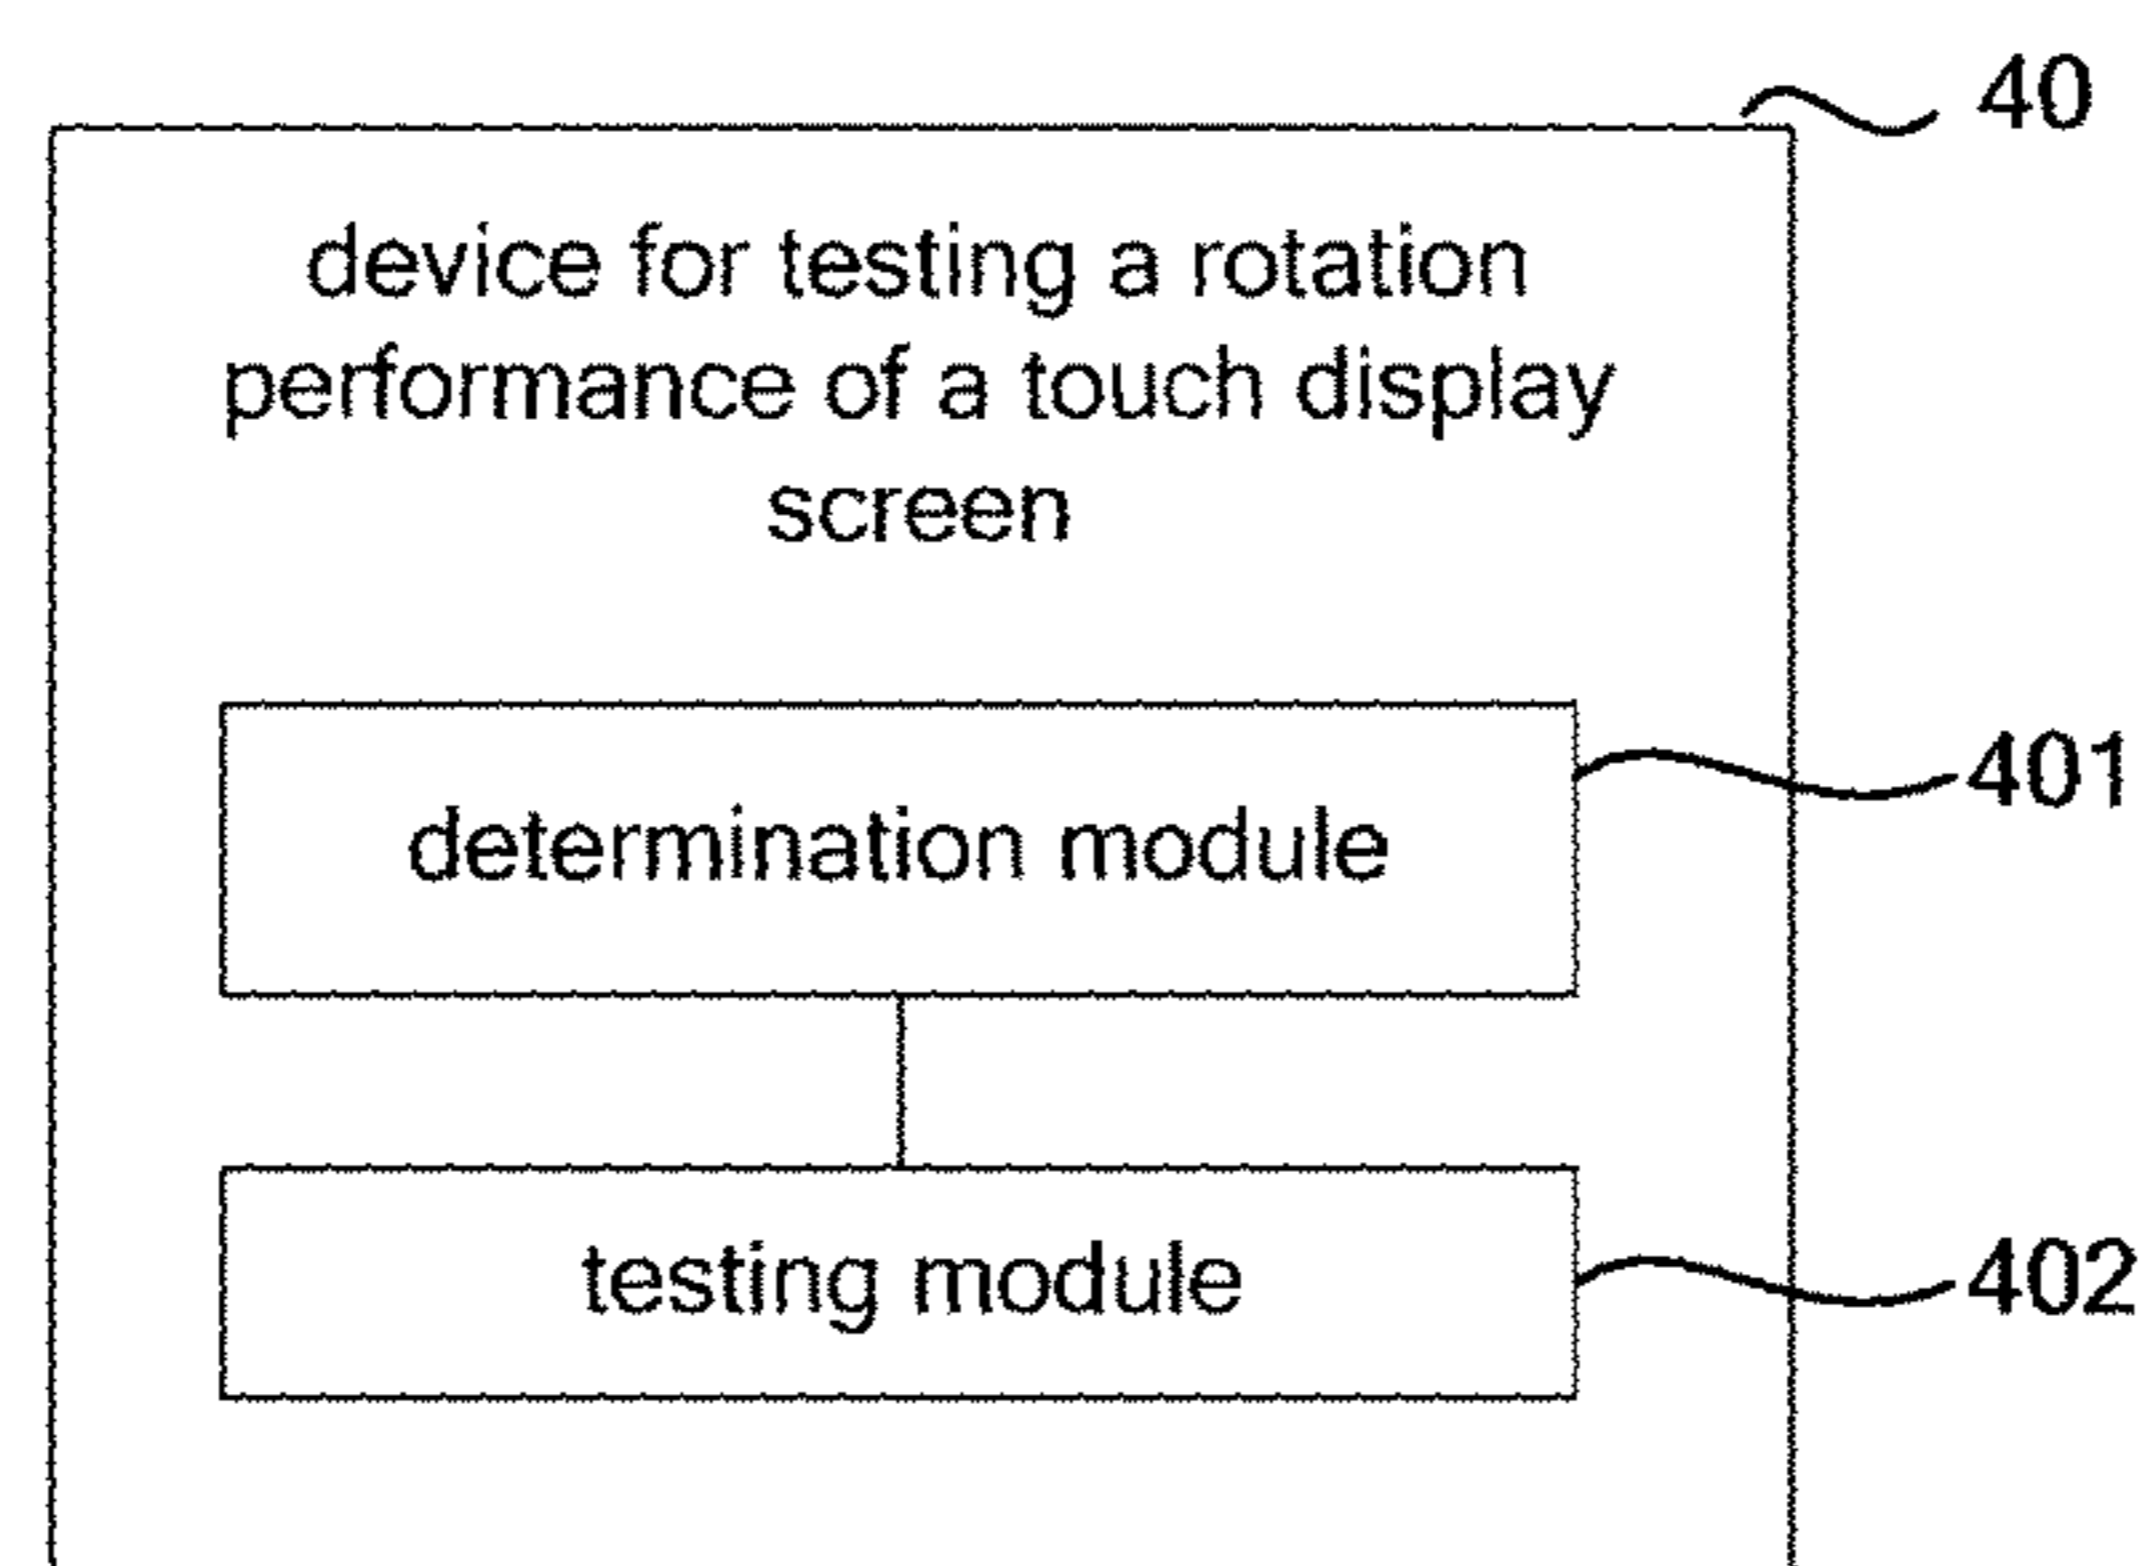 40
device for testing a rotation
performance of a touch display
screen
401
determination module
testing module
402